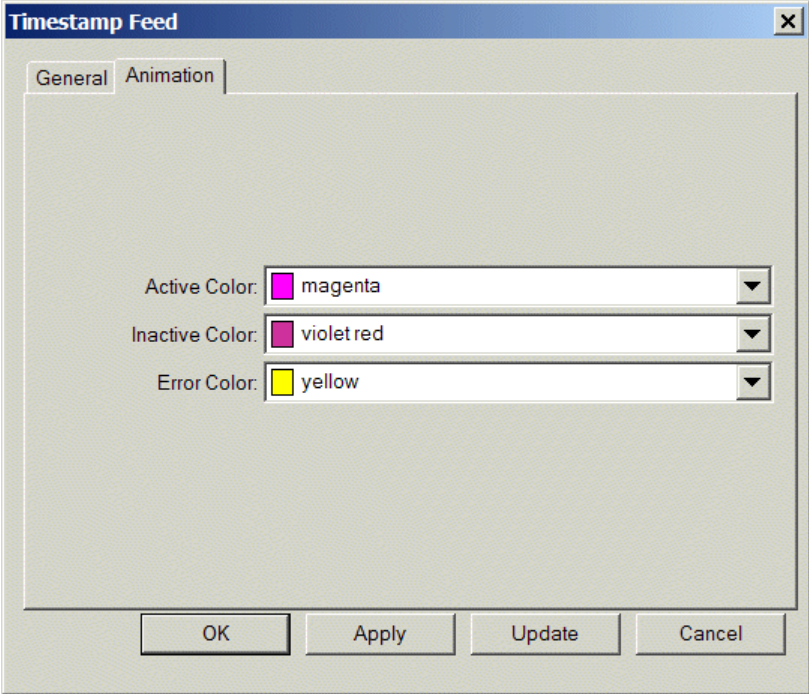 Timestamp Feed
General Animation
Active Color: magenta
Inactive Color: violet red
Error Color: yellow
OK Apply Update Cancel